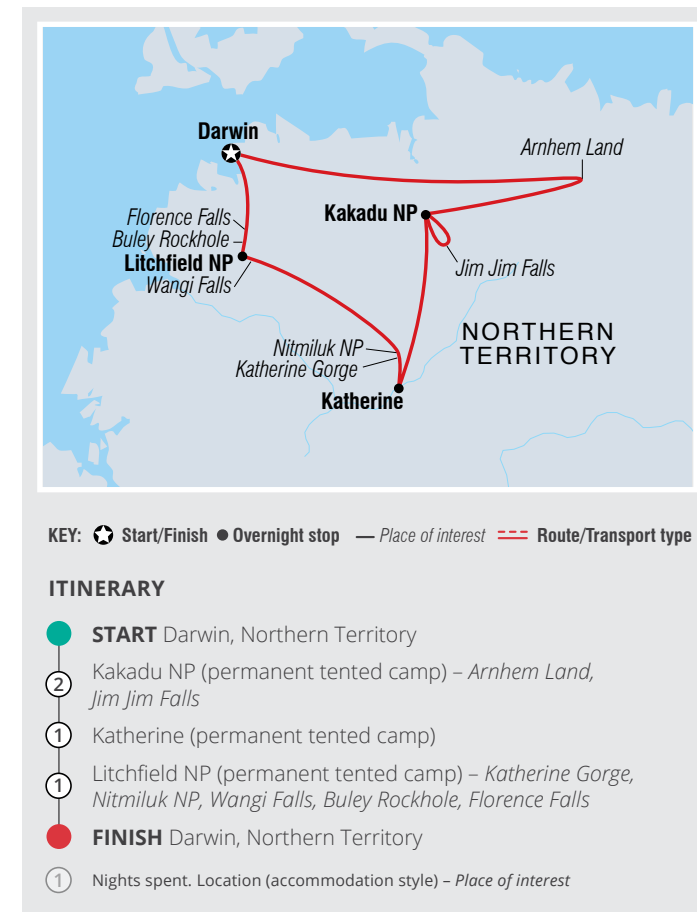 Darwin
Arnhem Land
Kakadu NP
Florence Falls
Buley Rockhole
Litchfield NP
Wangi Falls
Jim Jim Falls
NORTHERN
TERRITORY
Nitmiluk NP
Katherine Gorge
Katherine
KEY: Start/Finish Overnight stop Place of interest Route/Transport type
ITINERARY
START Darwin, Northern Territory
2 Kakadu NP (permanent tented camp) – Arnhem Land,
Jim Jim Falls
1 Katherine (permanent tented camp)
1 Litchfield NP (permanent tented camp) – Katherine Gorge,
Nitmiluk NP, Wangi Falls, Buley Rockhole, Florence Falls
FINISH Darwin, Northern Territory
1 Nights spent. Location (accommodation style) – Place of interest